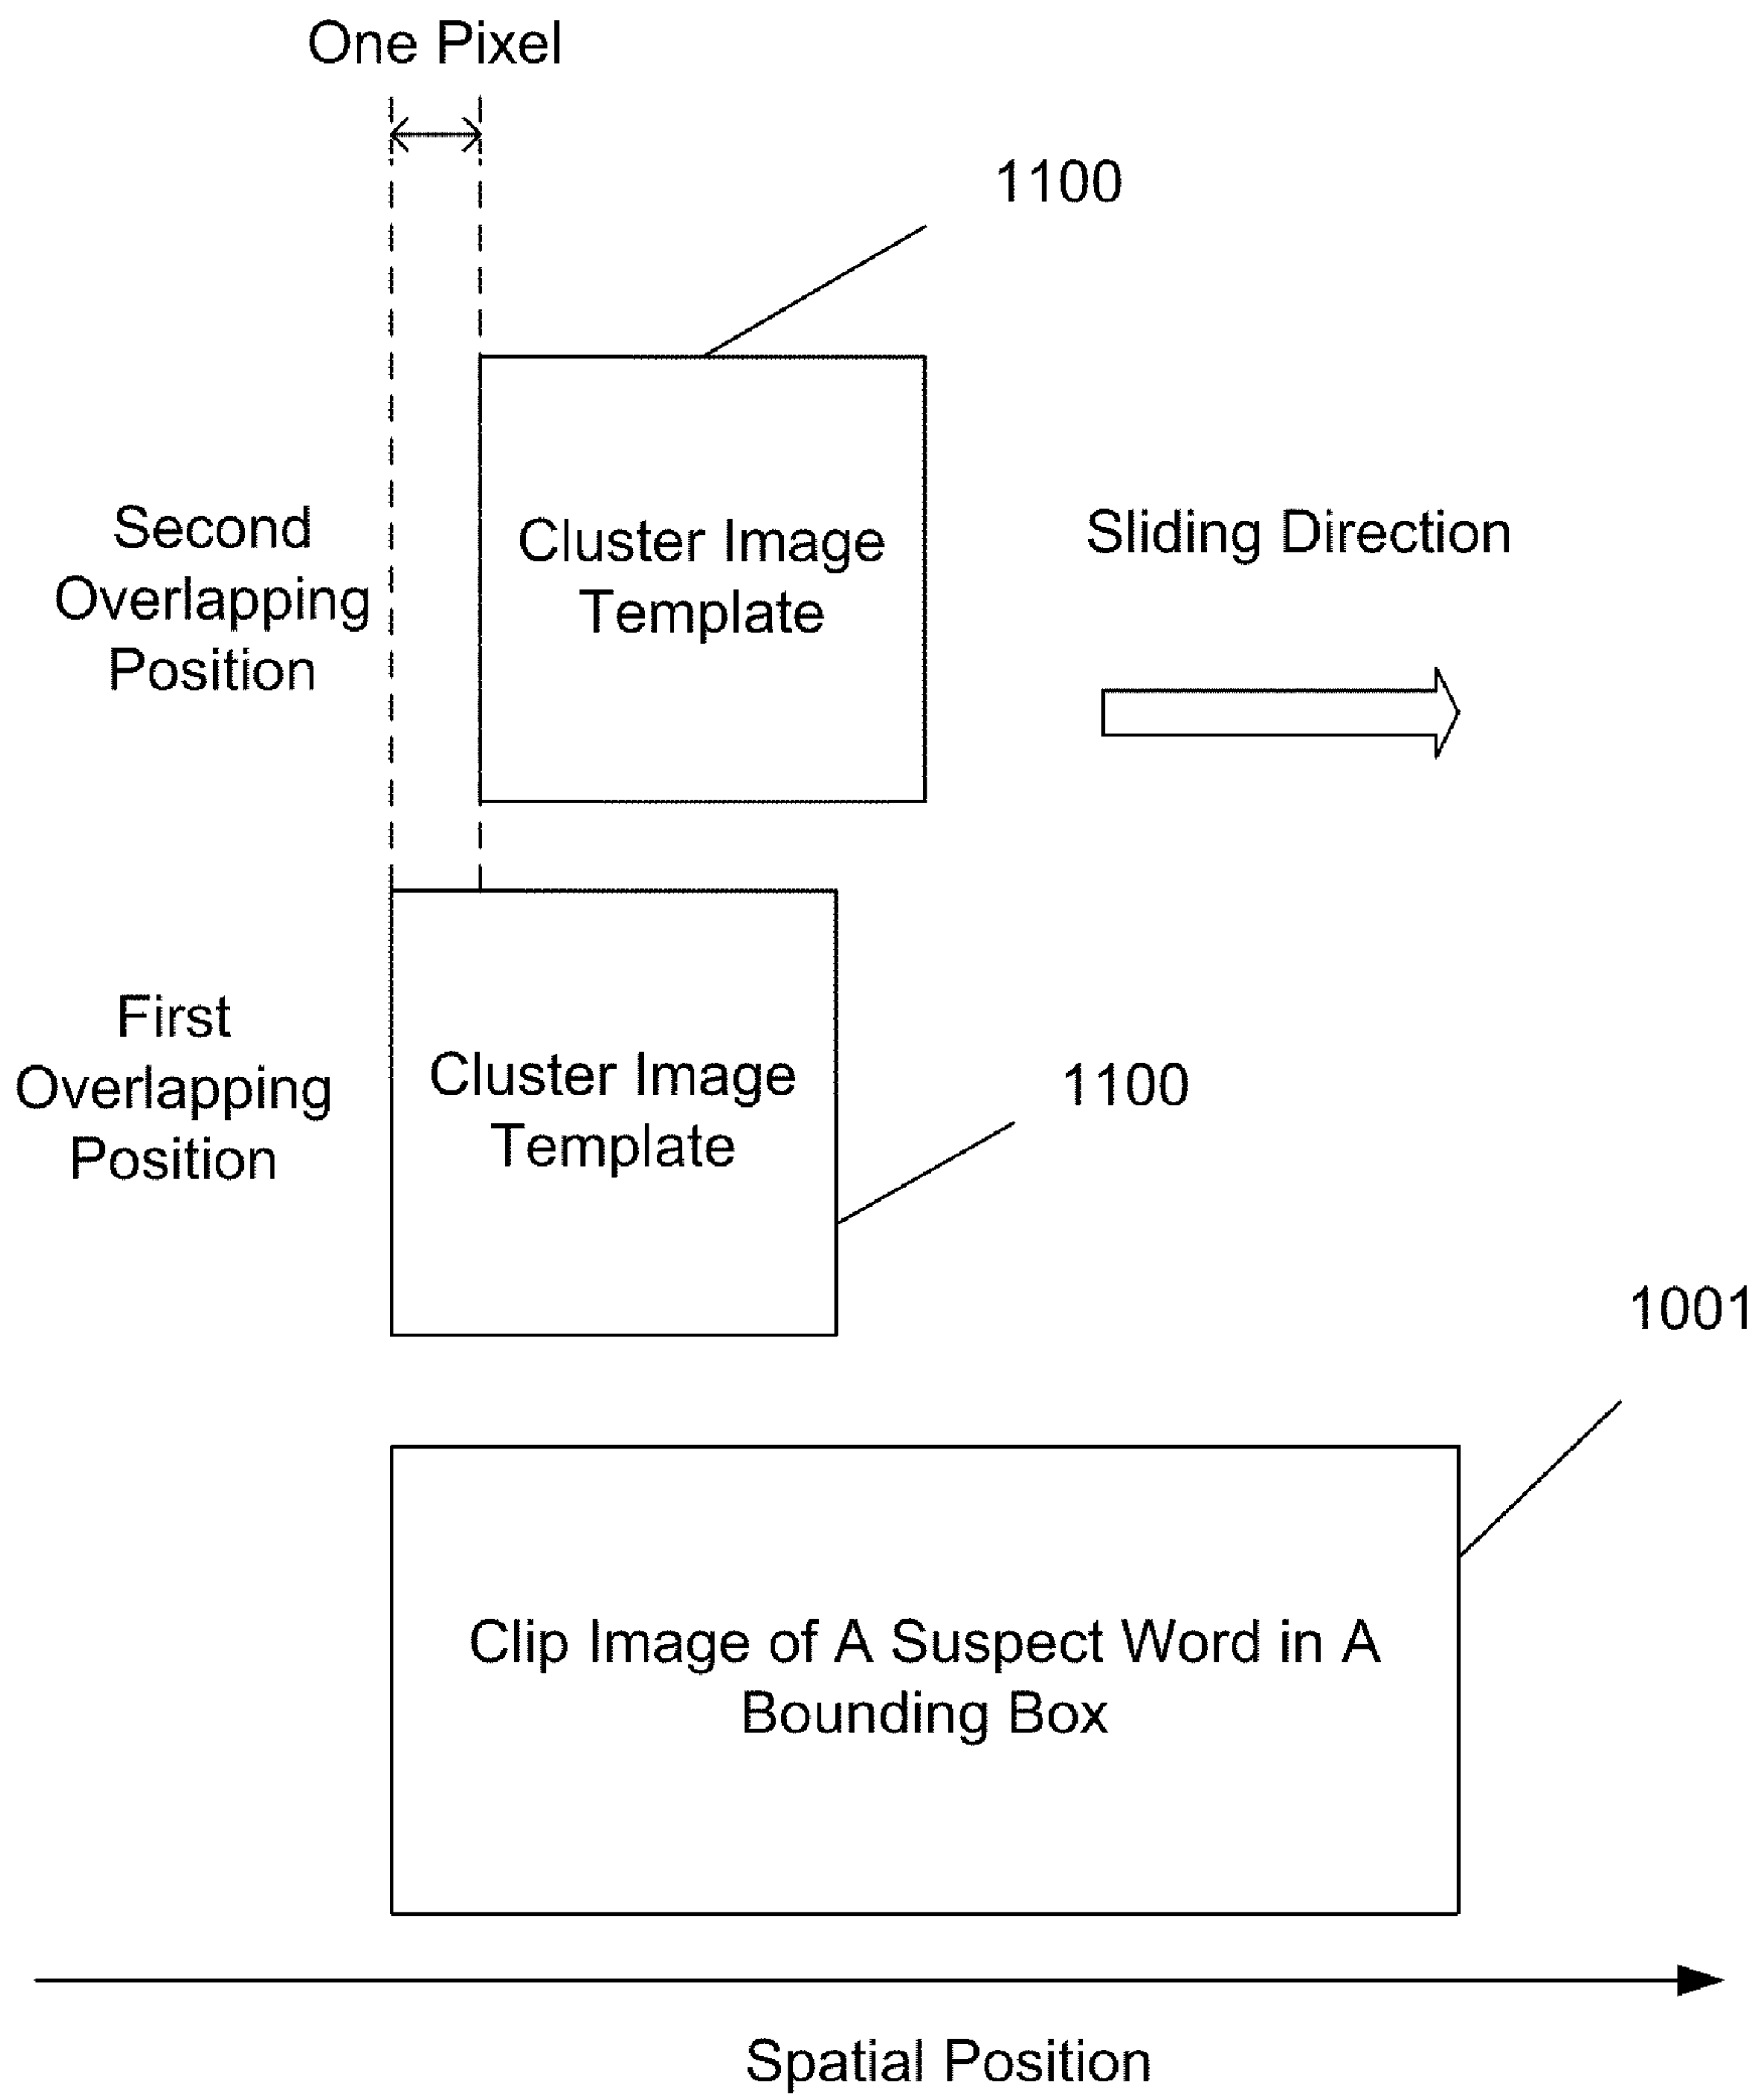 One Pixel
1100
Second
Overlapping
Position
Cluster Image
Template
Sliding Direction
First
Overlapping
Position
Cluster Image
Template
1100
1001
Clip Image of A Suspect Word in A
Bounding Box
Spatial Position